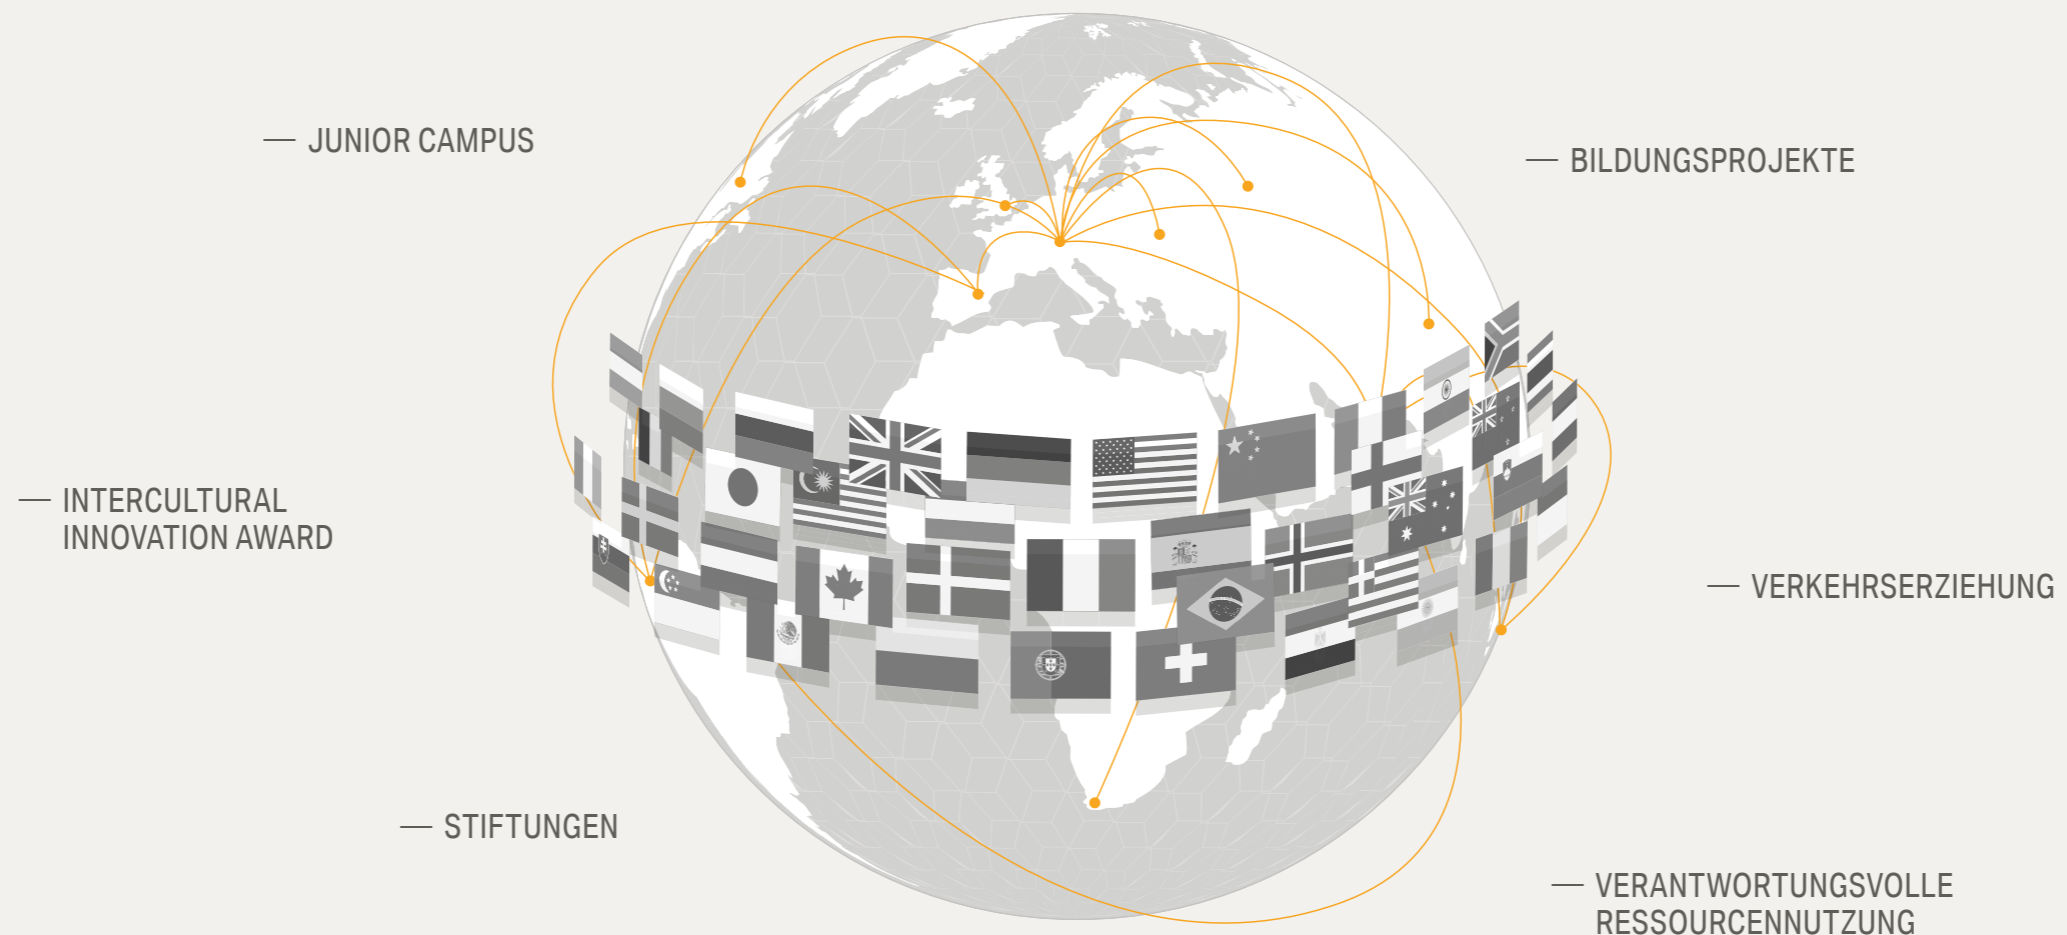 — JUNIOR CAMPUS
— BILDUNGSPROJEKTE
— INTERCULTURAL
INNOVATION AWARD
— VERKEHRSERZIEHUNG
— STIFTUNGEN
— VERANTWORTUNGSVOLLE
RESSOURCENNUTZUNG